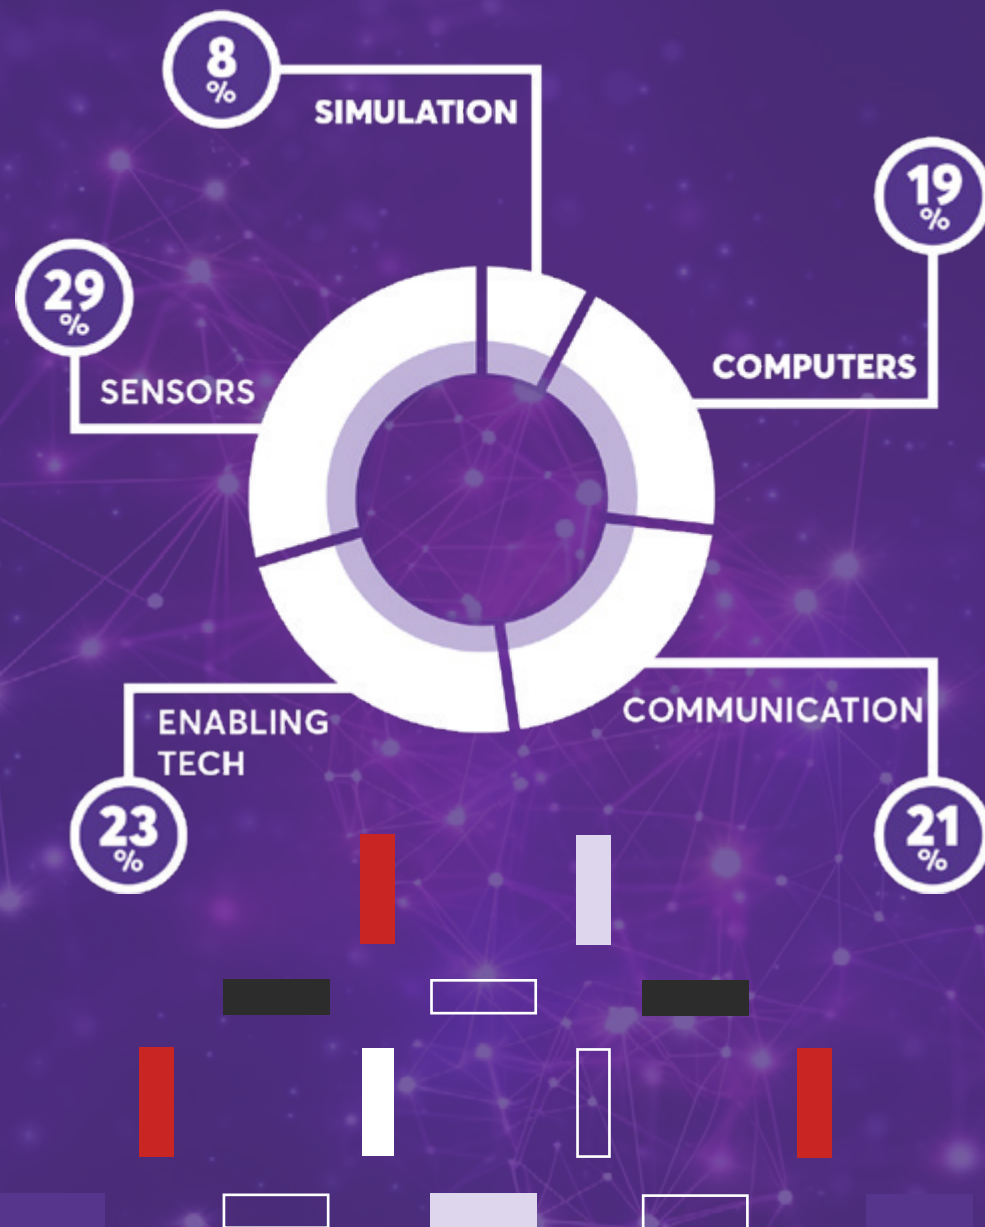 8
%
SIMULATION
19
%
COMPUTERS
29
%
SENSORS
COMMUNICATION
21
%
ENABLING
TECH
23
%